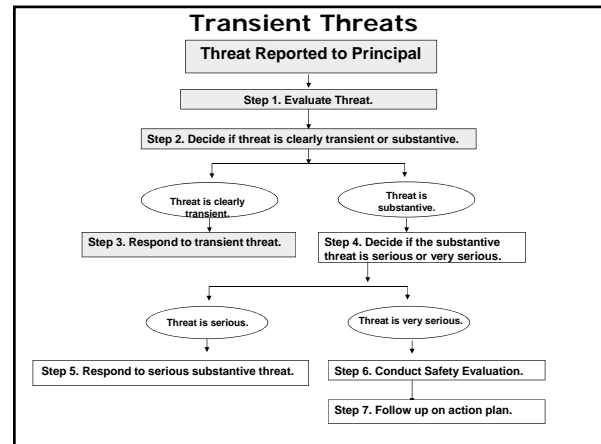 Transient Threats
Threat Reported to Principal
Step 1. Evaluate Threat.
Step 2. Decide if threat is clearly transient or substantive.
Threat is clearly
transient.
Threat is
substantive.
Step 3. Respond to transient threat.
Step 4. Decide if the substantive
threat is serious or very serious.
Threat is serious.
Threat is very serious.
Step 5. Respond to serious substantive threat.
Step 6. Conduct Safety Evaluation.
Step 7. Follow up on action plan.